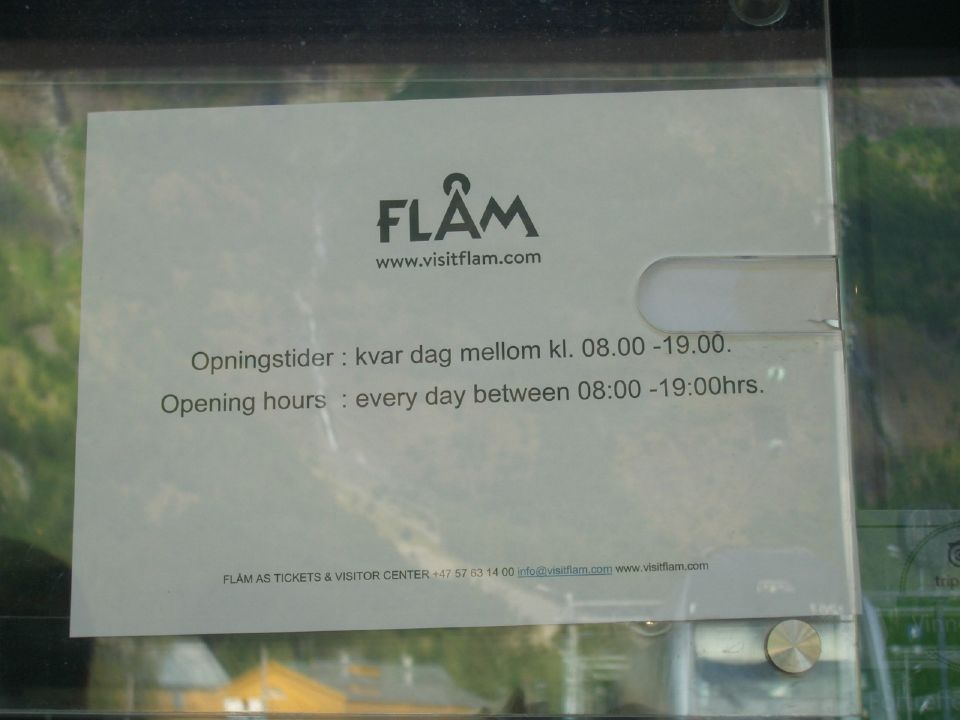 FLÅM
www.visitflam.com
Opningstider : kvar dag mellom kl. 08.00 -19.00.
Opening hours : every day between 08:00 -19:00hrs.
FLÅM AS TICKETS & VISITOR CENTER +47 57 63 14 00 info@visitflam.com www.visitflam.com
trip